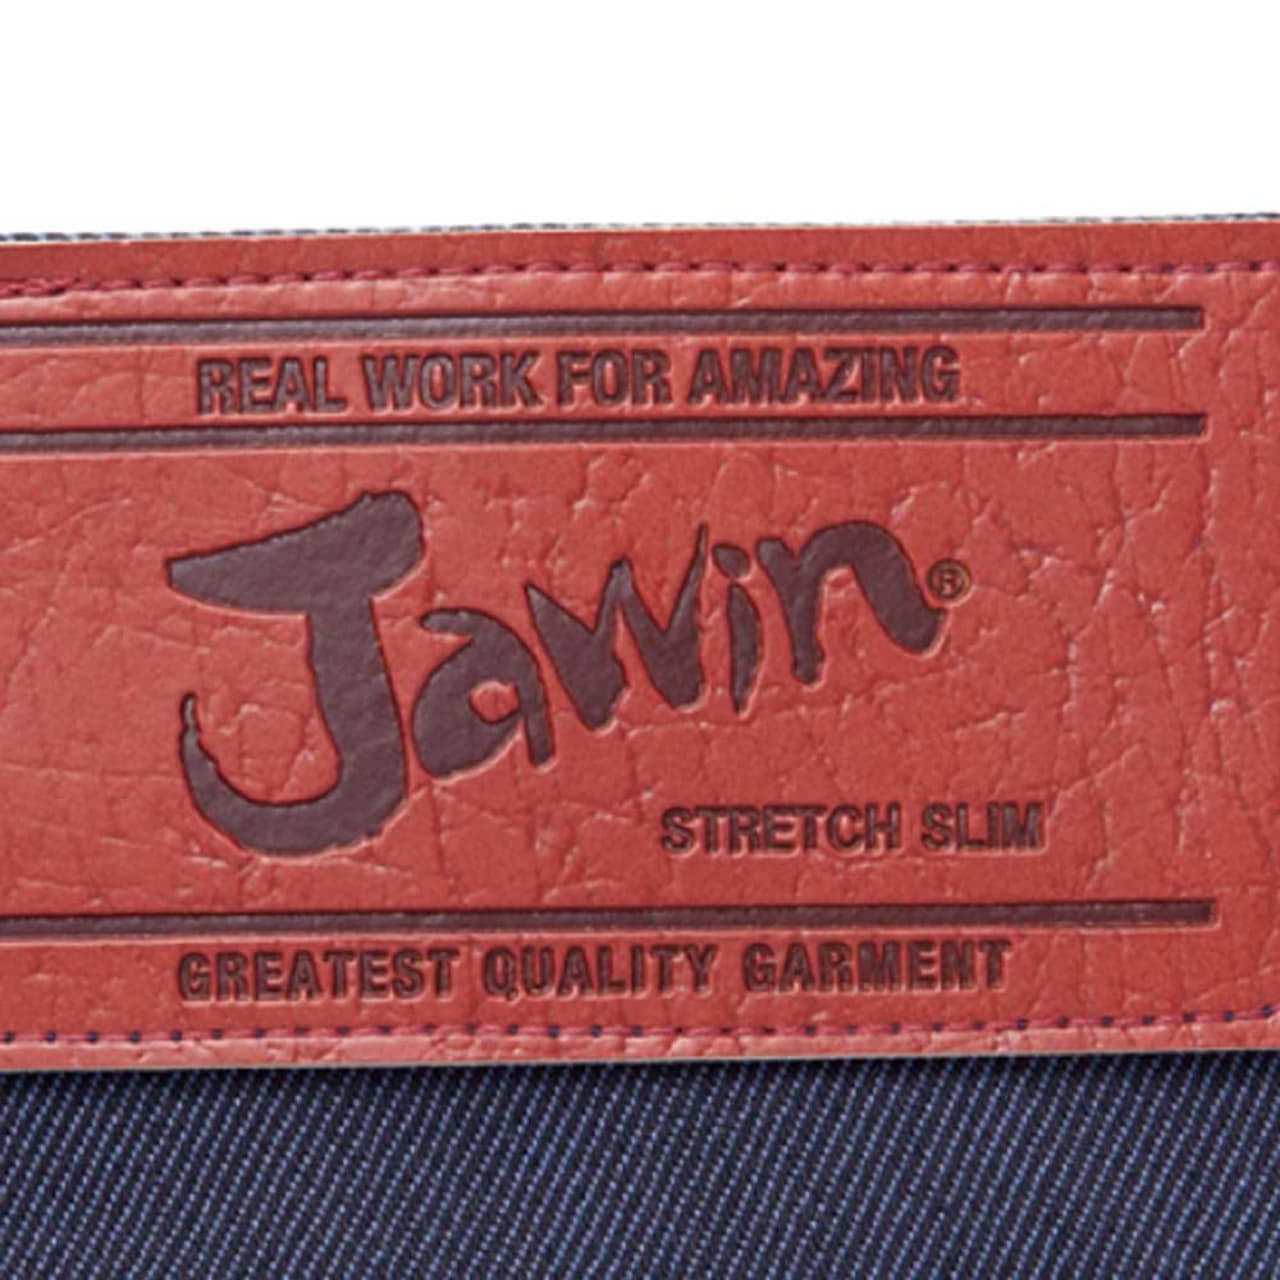 REAL WORK FOR AMAZING
Jawin®
STRETCH SLIM
GREATEST QUALITY GARMENT